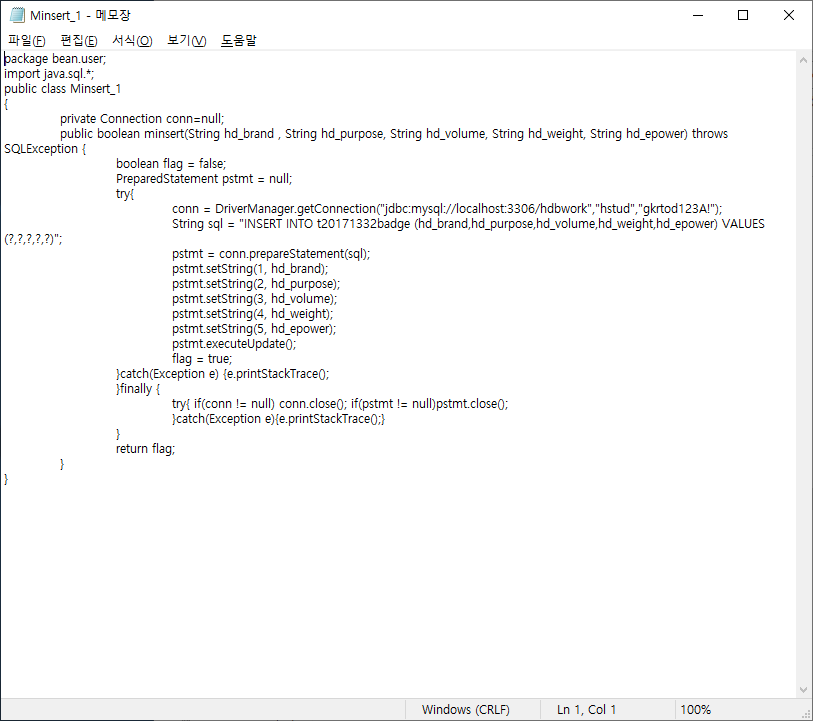 Minsert_1 - 메모장
파일(F) 편집(E) 서식(O) 보기(V) 도움말
package bean.user;
import java.sql.*;
public class Minsert_1
{
private Connection conn=null;
public boolean minsert(String hd_brand , String hd_purpose, String hd_volume, String hd_weight, String hd_epower) throws
SQLException {
boolean flag = false;
PreparedStatement pstmt = null;
try{
conn = DriverManager.getConnection("jdbc:mysql://localhost:3306/hdbwork","hstud","gkrtod123A!");
String sql = "INSERT INTO t20171332badge (hd_brand,hd_purpose,hd_volume,hd_weight,hd_epower) VALUES
(?,?,?,?,?)";
pstmt = conn.prepareStatement(sql);
pstmt.setString(1, hd_brand);
pstmt.setString(2, hd_purpose);
pstmt.setString(3, hd_volume);
pstmt.setString(4, hd_weight);
pstmt.setString(5, hd_epower);
pstmt.executeUpdate();
flag = true;
}catch(Exception e) {e.printStackTrace();
}finally {
try{ if(conn != null) conn.close(); if(pstmt != null)pstmt.close();
}catch(Exception e){e.printStackTrace();}
}
return flag;
}
}
Windows (CRLF) Ln 1, Col 1 100%